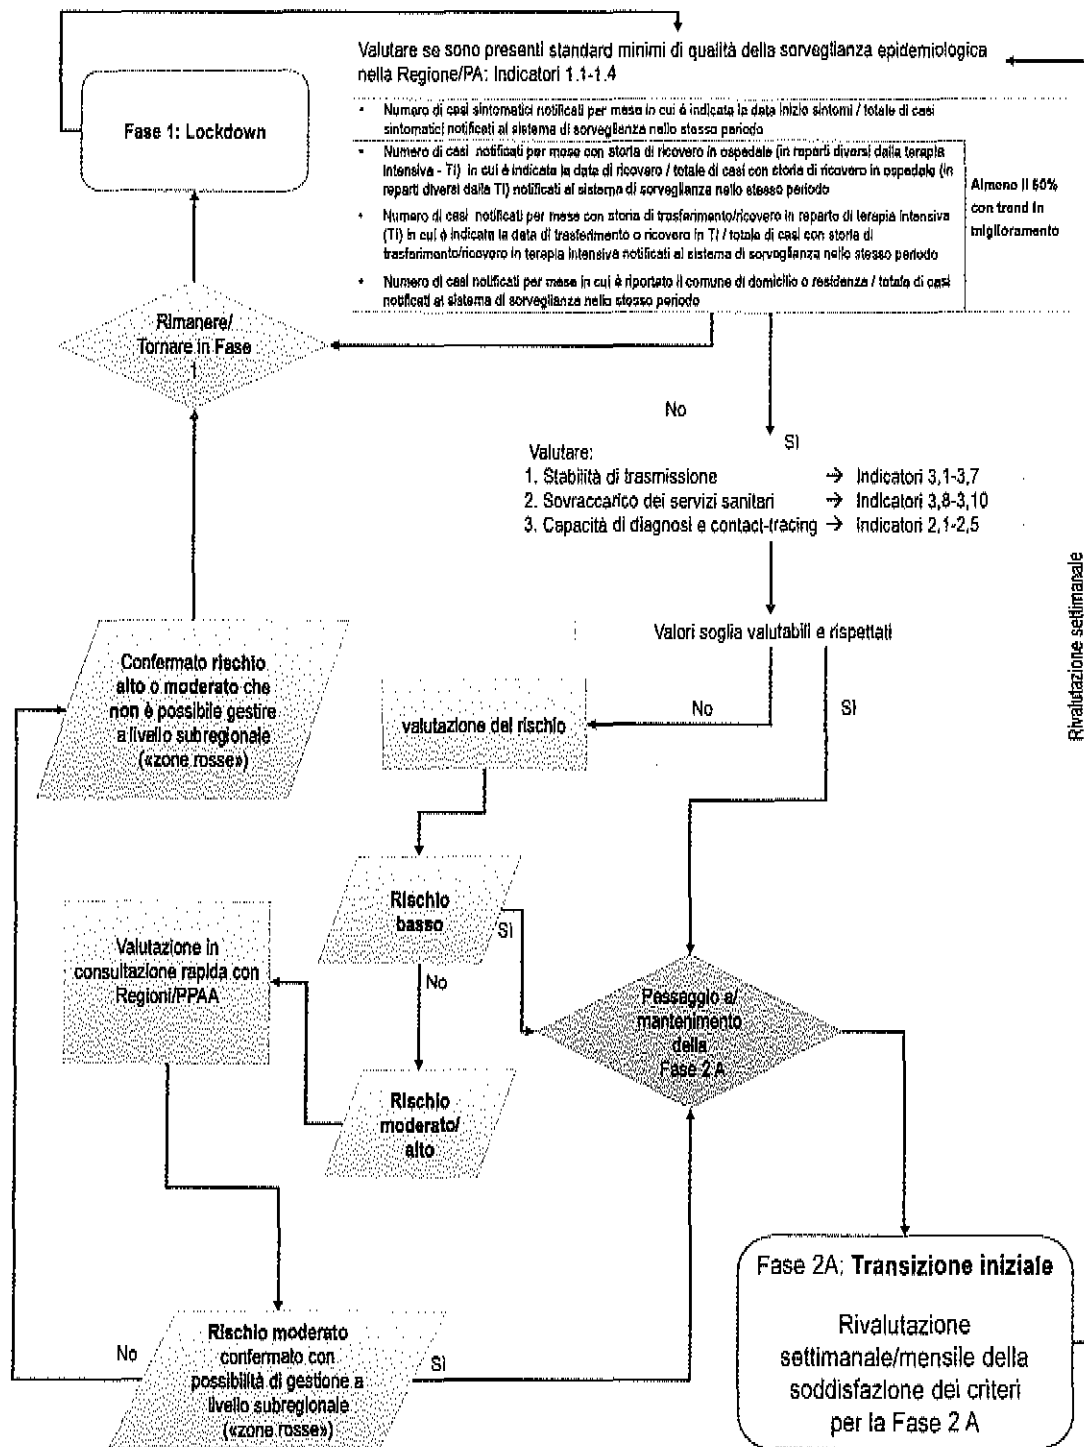 Valutare se sono presenti standard minimi di qualità della sorveglianza epidemiologica
nella Regione/PA: Indicatori 1.1-1.4
Fase 1: Lockdown
• Numero di casi sintomatici notificati per mese in cui è indicata la data inizio sintomi / totale di casi
sintomatici notificati al sistema di sorveglianza nello stesso periodo
• Numero di casi notificati per mese con storia di ricovero in ospedale (in reparti diversi dalla terapia
intensiva - TI) in cui è indicata la data di ricovero / totale di casi con storia di ricovero in ospedale (in
reparti diversi dalla TI) notificati al sistema di sorveglianza nello stesso periodo
• Numero di casi notificati per mese con storia di trasferimento/ricovero in reparto di terapia intensiva
(TI) in cui è indicata la data di trasferimento o ricovero in TI / totale di casi con storia di
trasferimento/ricovero in terapia intensiva notificati al sistema di sorveglianza nello stesso periodo
• Numero di casi notificati per mese in cui è riportato il comune di domicilio o residenza / totale di casi
notificati al sistema di sorveglianza nello stesso periodo
Almeno il 60%
con trend in
miglioramento
Rimanere/
Tornare in Fase
1
No
Sì
Valutare:
1. Stabilità di trasmissione → Indicatori 3,1-3,7
2. Sovraccarico dei servizi sanitari → Indicatori 3,8-3,10
3. Capacità di diagnosi e contact-tracing → Indicatori 2,1-2,5
Rivalutazione settimanale
Valori soglia valutabili e rispettati
Confermato rischio
alto o moderato che
non è possibile gestire
a livello subregionale
(«zone rosse»)
No
Sì
valutazione del rischio
Rischio
basso
Sì
No
Valutazione in
consultazione rapida con
Regioni/PPAA
Passaggio a/
mantenimento
della
Fase 2 A
Rischio
moderato/
alto
Fase 2A: Transizione iniziale
Rivalutazione
settimanale/mensile della
soddisfazione dei criteri
per la Fase 2 A
No
Rischio moderato
confermato con
possibilità di gestione a
livello subregionale
(«zone rosse»)
Sì